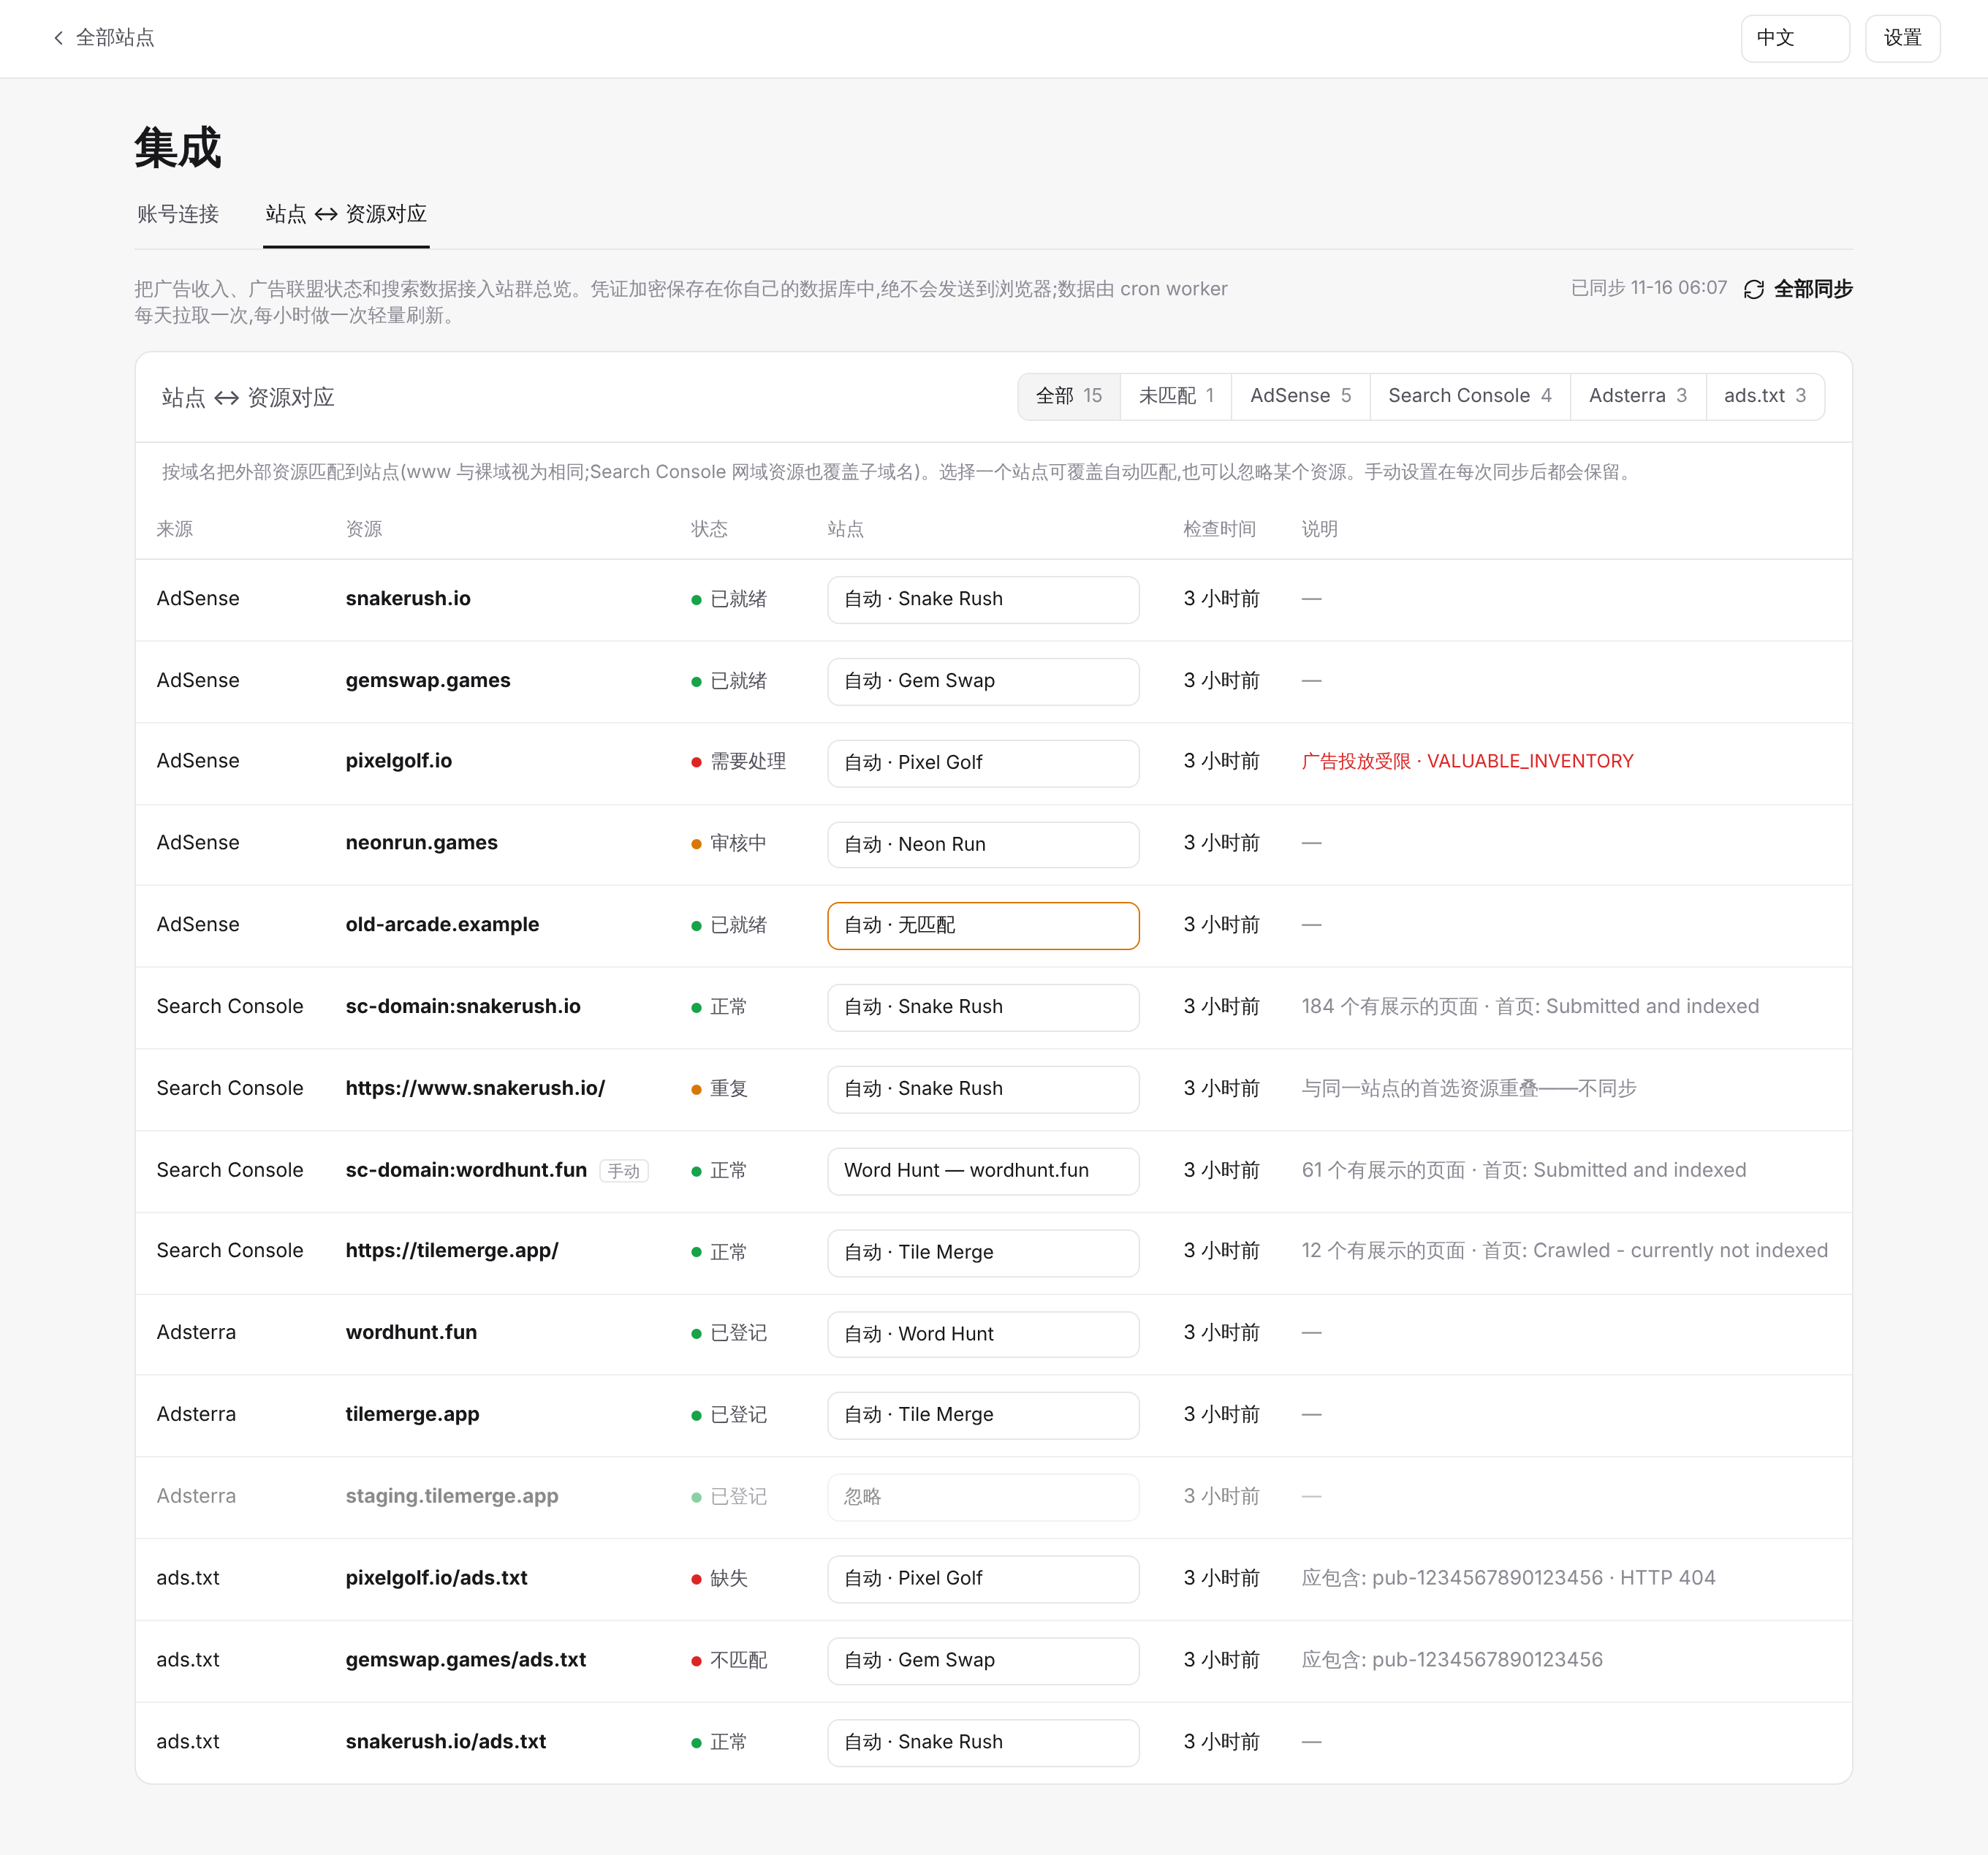 全部站点
中文
设置
集成
账号连接
站点 ↔ 资源对应
把广告收入、广告联盟状态和搜索数据接入站群总览。凭证加密保存在你自己的数据库中,绝不会发送到浏览器;数据由 cron worker
每天拉取一次,每小时做一次轻量刷新。
已同步 11-16 06:07
全部同步
站点 ↔ 资源对应
全部 15 未匹配 1 AdSense 5 Search Console 4 Adsterra 3 ads.txt 3
按域名把外部资源匹配到站点(www 与裸域视为相同;Search Console 网域资源也覆盖子域名)。选择一个站点可覆盖自动匹配,也可以忽略某个资源。手动设置在每次同步后都会保留。
来源 资源 状态 站点 检查时间 说明
AdSense snakerush.io 已就绪 自动 · Snake Rush 3 小时前 —
AdSense gemswap.games 已就绪 自动 · Gem Swap 3 小时前 —
AdSense pixelgolf.io 需要处理 自动 · Pixel Golf 3 小时前 广告投放受限 · VALUABLE_INVENTORY
AdSense neonrun.games 审核中 自动 · Neon Run 3 小时前 —
AdSense old-arcade.example 已就绪 自动 · 无匹配 3 小时前 —
Search Console sc-domain:snakerush.io 正常 自动 · Snake Rush 3 小时前 184 个有展示的页面 · 首页: Submitted and indexed
Search Console https://www.snakerush.io/ 重复 自动 · Snake Rush 3 小时前 与同一站点的首选资源重叠——不同步
Search Console sc-domain:wordhunt.fun 手动 正常 Word Hunt — wordhunt.fun 3 小时前 61 个有展示的页面 · 首页: Submitted and indexed
Search Console https://tilemerge.app/ 正常 自动 · Tile Merge 3 小时前 12 个有展示的页面 · 首页: Crawled - currently not indexed
Adsterra wordhunt.fun 已登记 自动 · Word Hunt 3 小时前 —
Adsterra tilemerge.app 已登记 自动 · Tile Merge 3 小时前 —
Adsterra staging.tilemerge.app 已登记 忽略 3 小时前 —
ads.txt pixelgolf.io/ads.txt 缺失 自动 · Pixel Golf 3 小时前 应包含: pub-1234567890123456 · HTTP 404
ads.txt gemswap.games/ads.txt 不匹配 自动 · Gem Swap 3 小时前 应包含: pub-1234567890123456
ads.txt snakerush.io/ads.txt 正常 自动 · Snake Rush 3 小时前 —